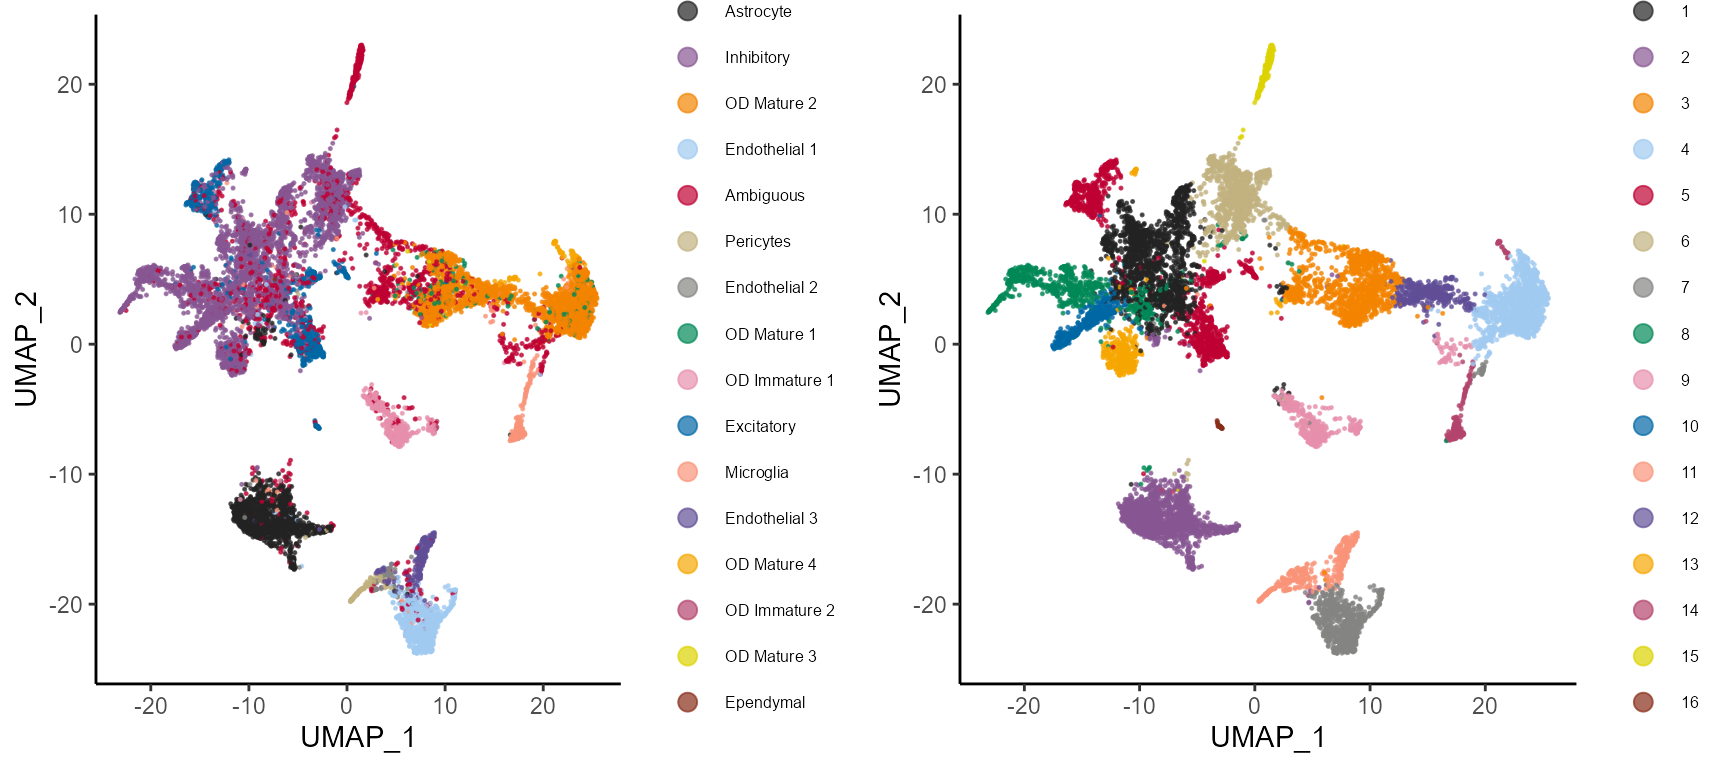 UMAP_2
20
10
0
-10
-20
-20
-10
0
10
20
UMAP_1
Astrocyte
Inhibitory
OD Mature 2
Endothelial 1
Ambiguous
Pericytes
Endothelial 2
OD Mature 1
OD Immature 1
Excitatory
Microglia
Endothelial 3
OD Mature 4
OD Immature 2
OD Mature 3
Ependymal
UMAP_2
20
10
0
-10
-20
-20
-10
0
10
20
UMAP_1
1
2
3
4
5
6
7
8
9
10
11
12
13
14
15
16